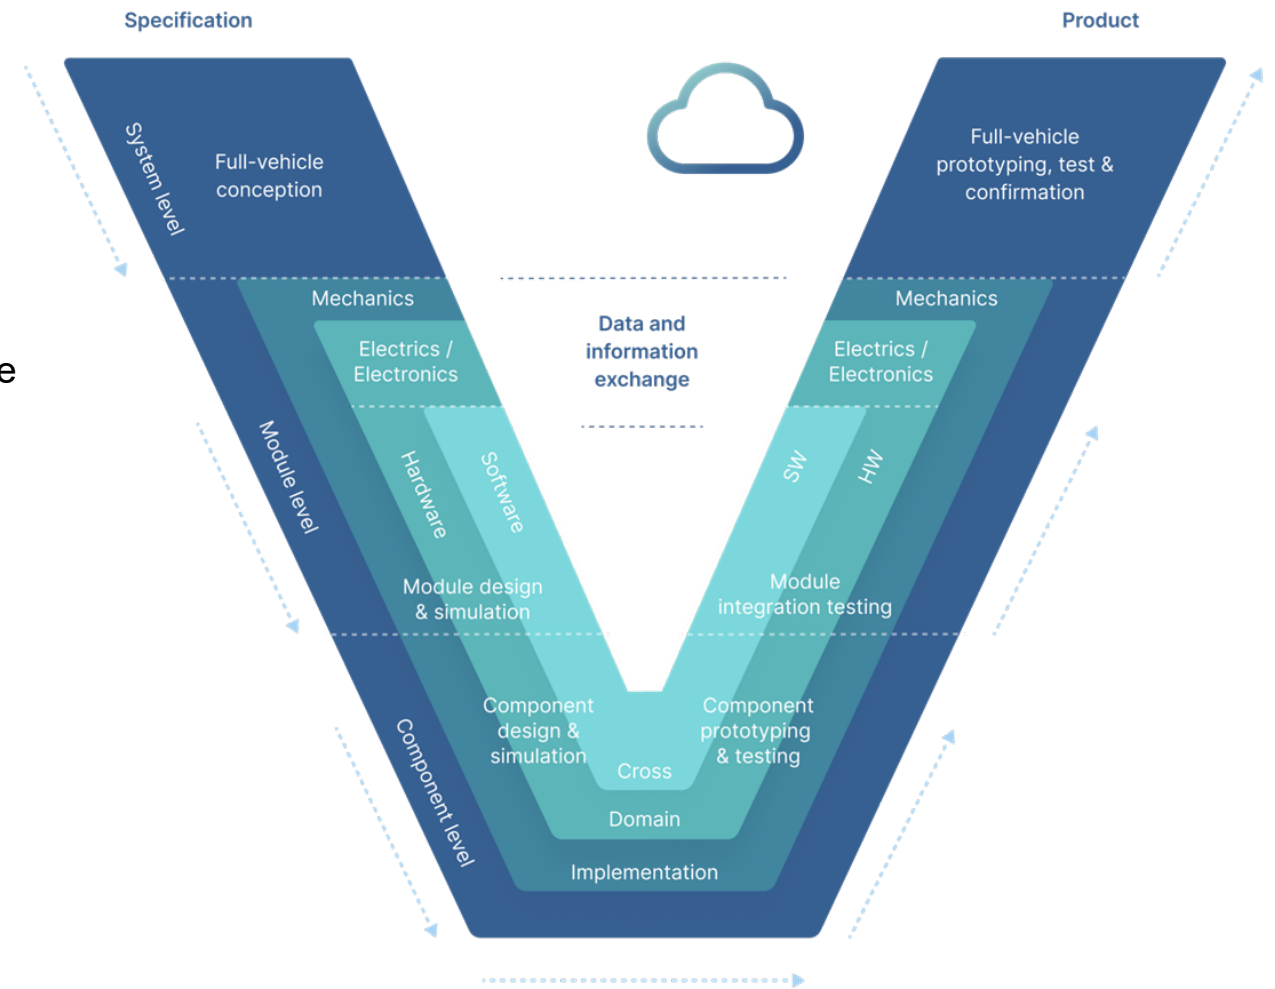 Specification
Product
System level
Full-vehicle
conception
Full-vehicle
prototyping, test &
confirmation
Mechanics
Mechanics
Data and
information
exchange
Electrics /
Electronics
Electrics /
Electronics
e
Module level
Hardware
Software
SW
HW
Module design
& simulation
Module
integration testing
Component level
Component
design &
simulation
Component
prototyping
& testing
Cross
Domain
Implementation